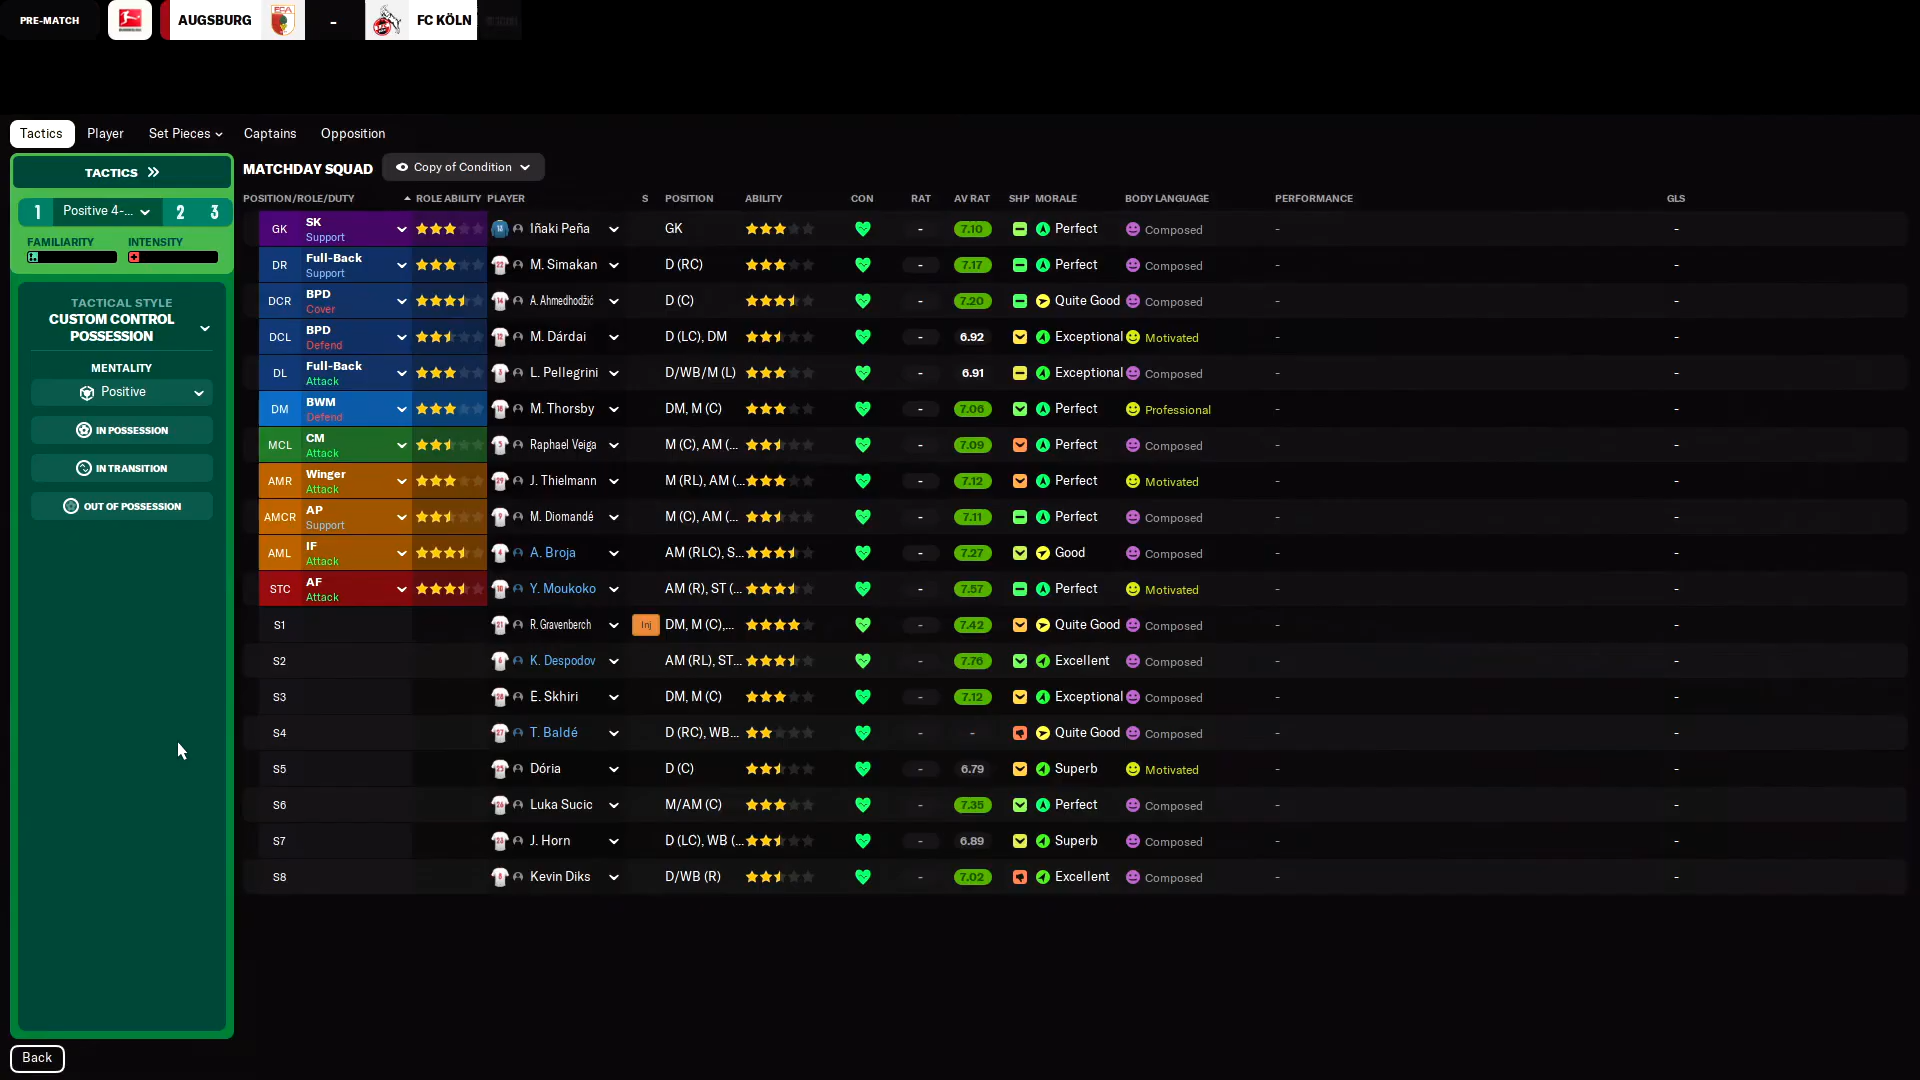 PRE-MATCH
AUGSBURG - FC KÖLN
Tactics Player Set Pieces Captains Opposition
TACTICS
1 Positive 4-... 2 3
FAMILIARITY INTENSITY
TACTICAL STYLE
CUSTOM CONTROL
POSSESSION
MENTALITY
Positive
IN POSSESSION
IN TRANSITION
OUT OF POSSESSION
MATCHDAY SQUAD Copy of Condition
POSITION/ROLE/DUTY ROLE ABILITY PLAYER S POSITION ABILITY CON RAT AV RAT SHP MORALE BODY LANGUAGE PERFORMANCE GLS
GK SK Support Iñaki Peña GK - 7.10 Perfect Composed - -
DR Full-Back Support M. Simakan D (RC) - 7.17 Perfect Composed - -
DCR BPD Cover A. Ahmedhodžić D (C) - 7.20 Quite Good Composed - -
DCL BPD Defend M. Dárdai D (LC), DM - 6.92 Exceptional Motivated - -
DL Full-Back Attack L. Pellegrini D/WB/M (L) - 6.91 Exceptional Composed - -
DM BWM Defend M. Thorsby DM, M (C) - 7.06 Perfect Professional - -
MCL CM Attack Raphael Veiga M (C), AM (... - 7.09 Perfect Composed - -
AMR Winger Attack J. Thielmann M (RL), AM (... - 7.12 Perfect Motivated - -
AMCR AP Support M. Diomandé M (C), AM (... - 7.11 Perfect Composed - -
AML IF Attack A. Broja AM (RLC), S... - 7.27 Good Composed - -
STC AF Attack Y. Moukoko AM (R), ST (... - 7.57 Perfect Motivated - -
S1 R. Gravenberch Inj DM, M (C),... - 7.42 Quite Good Composed - -
S2 K. Despodov AM (RL), ST... - 7.76 Excellent Composed - -
S3 E. Skhiri DM, M (C) - 7.12 Exceptional Composed - -
S4 T. Baldé D (RC), WB... - - Quite Good Composed - -
S5 Dória D (C) - 6.79 Superb Motivated - -
S6 Luka Sucic M/AM (C) - 7.35 Perfect Composed - -
S7 J. Horn D (LC), WB (... - 6.89 Superb Composed - -
S8 Kevin Diks D/WB (R) - 7.02 Excellent Composed - -
Back